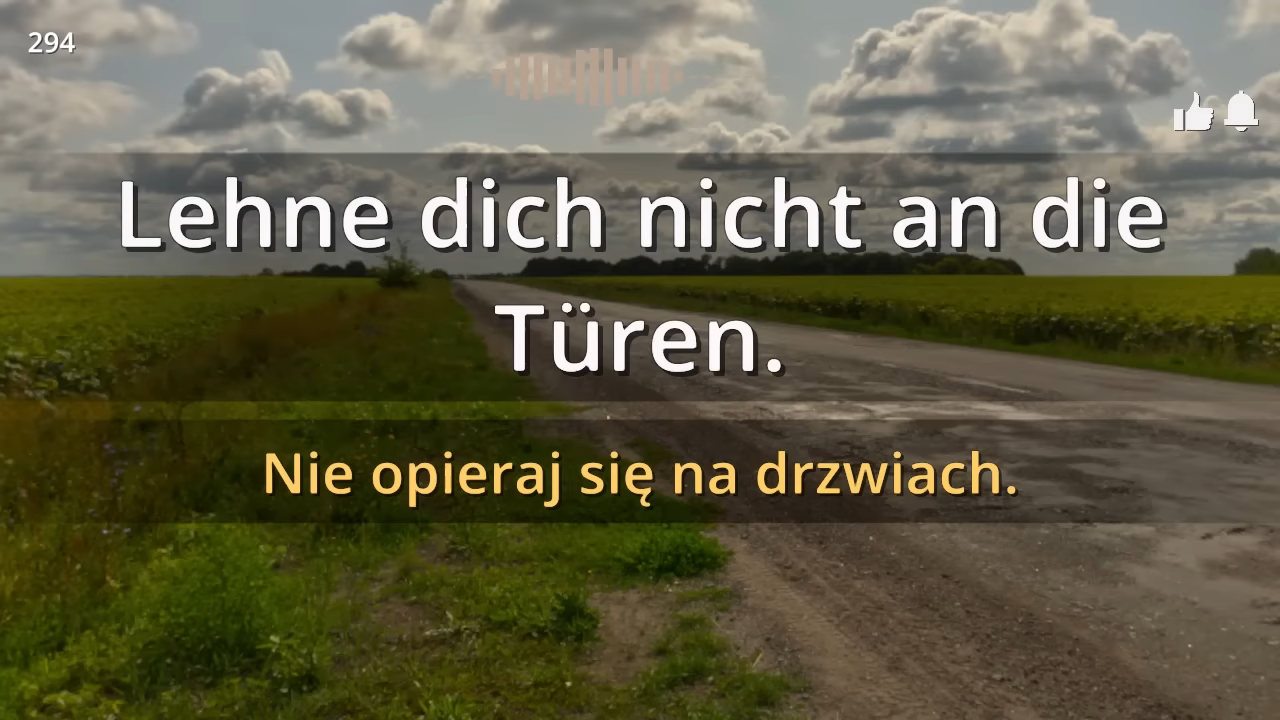 294
Lehne dich nicht an die
Türen.
Nie opieraj się na drzwiach.